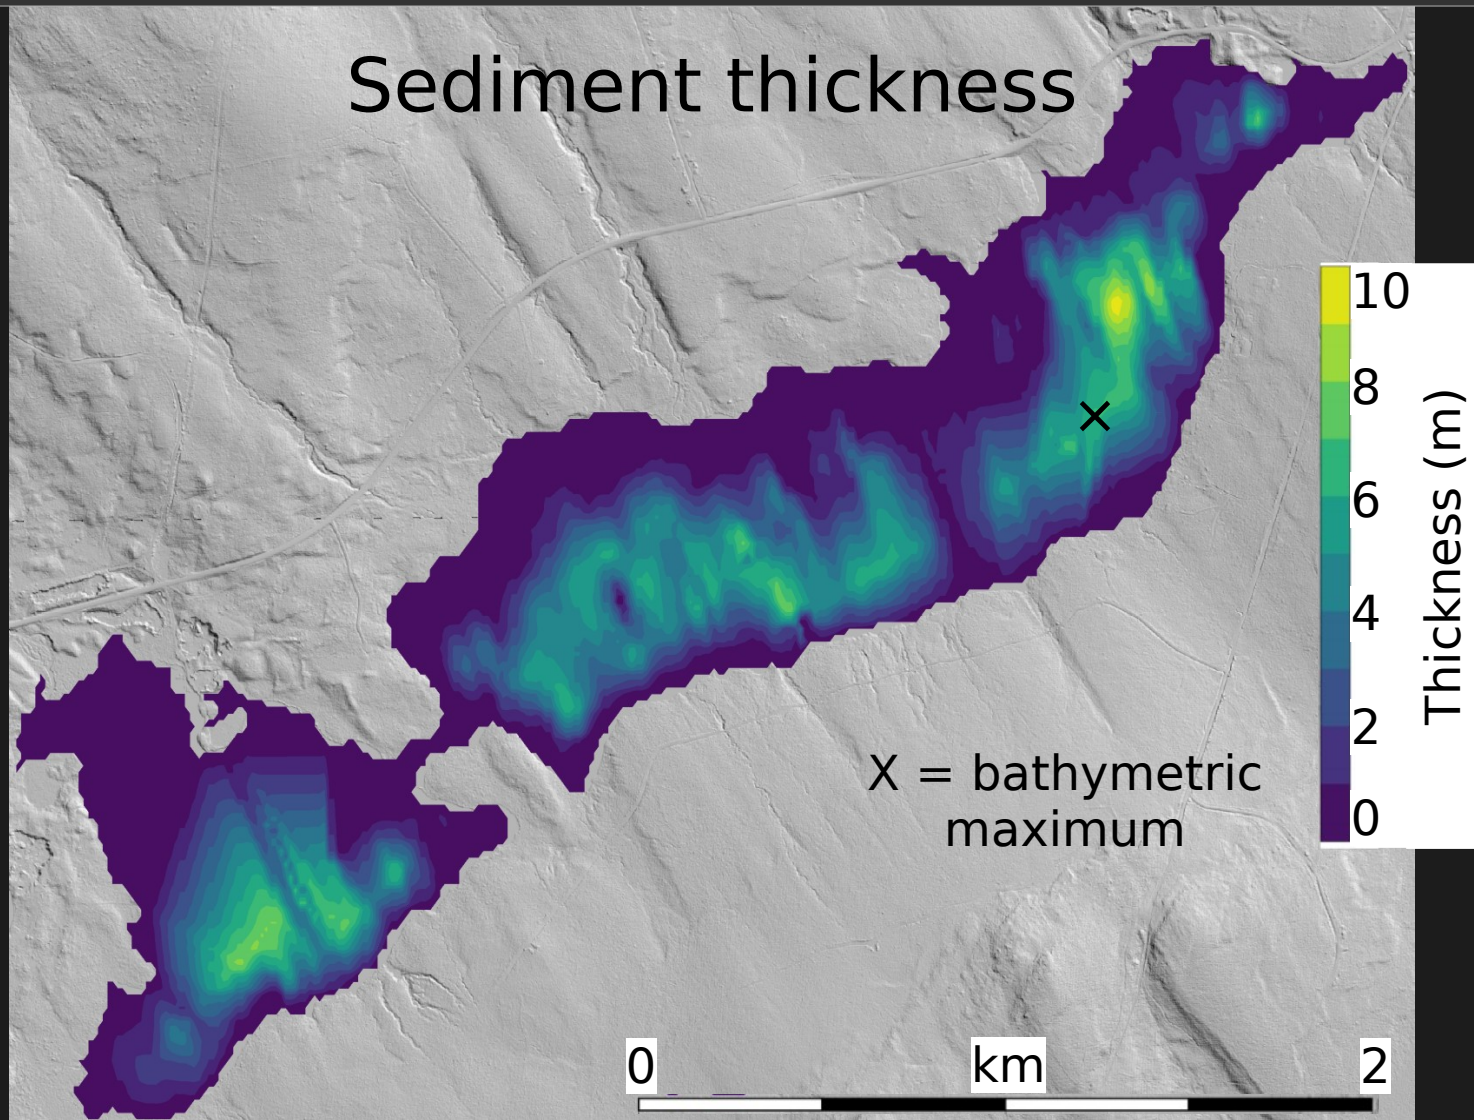 Sediment thickness
10
8
6
4
2
0
Thickness (m)
X = bathymetric
maximum
0 km 2